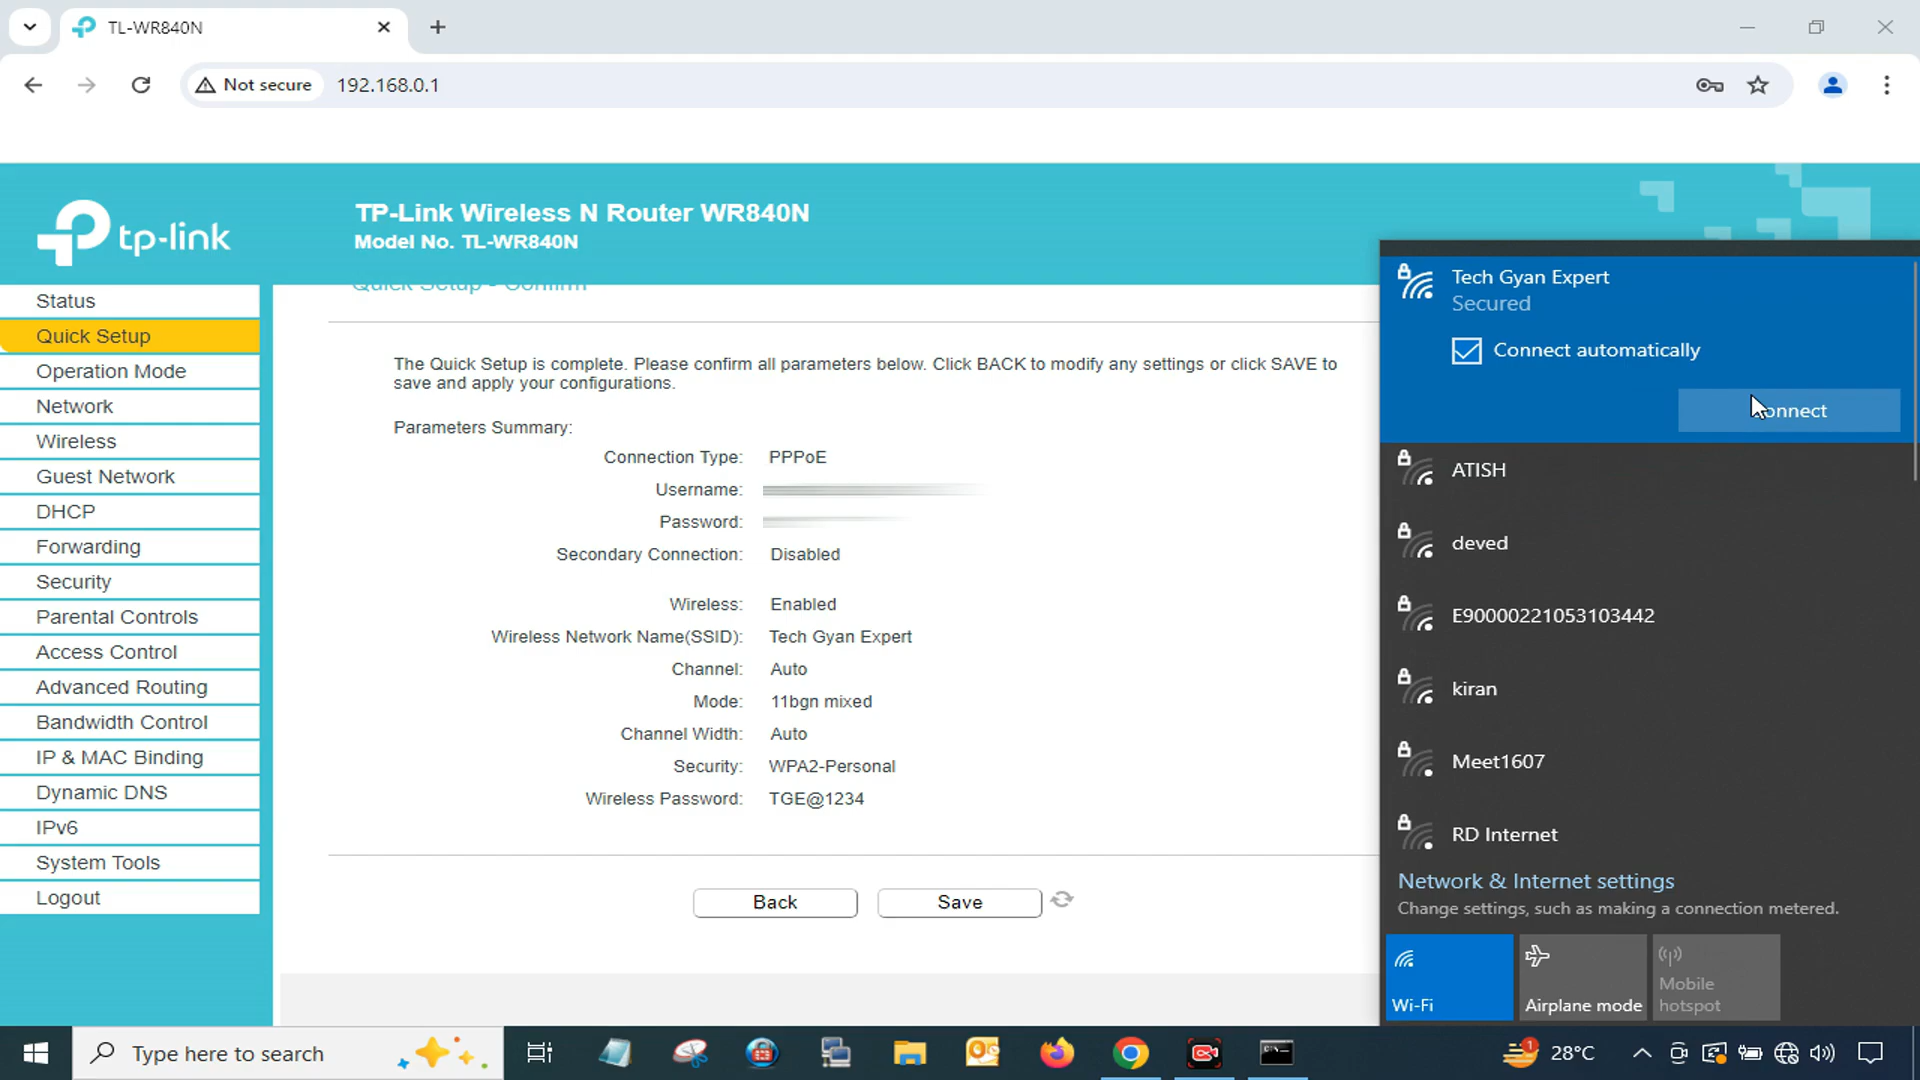 TL-WR840N
Not secure
192.168.0.1
tp-link
TP-Link Wireless N Router WR840N
Model No. TL-WR840N
Status
Quick Setup
Operation Mode
Network
Wireless
Guest Network
DHCP
Forwarding
Security
Parental Controls
Access Control
Advanced Routing
Bandwidth Control
IP & MAC Binding
Dynamic DNS
IPv6
System Tools
Logout
Quick Setup - Confirm
The Quick Setup is complete. Please confirm all parameters below. Click BACK to modify any settings or click SAVE to
save and apply your configurations.
Parameters Summary:
Connection Type: PPPoE
Username:
Password:
Secondary Connection: Disabled
Wireless: Enabled
Wireless Network Name(SSID): Tech Gyan Expert
Channel: Auto
Mode: 11bgn mixed
Channel Width: Auto
Security: WPA2-Personal
Wireless Password: TGE@1234
Back
Save
Tech Gyan Expert
Secured
Connect automatically
Connect
ATISH
deved
E90000221053103442
kiran
Meet1607
RD Internet
Network & Internet settings
Change settings, such as making a connection metered.
Wi-Fi
Airplane mode
Mobile
hotspot
Type here to search
1
28°C